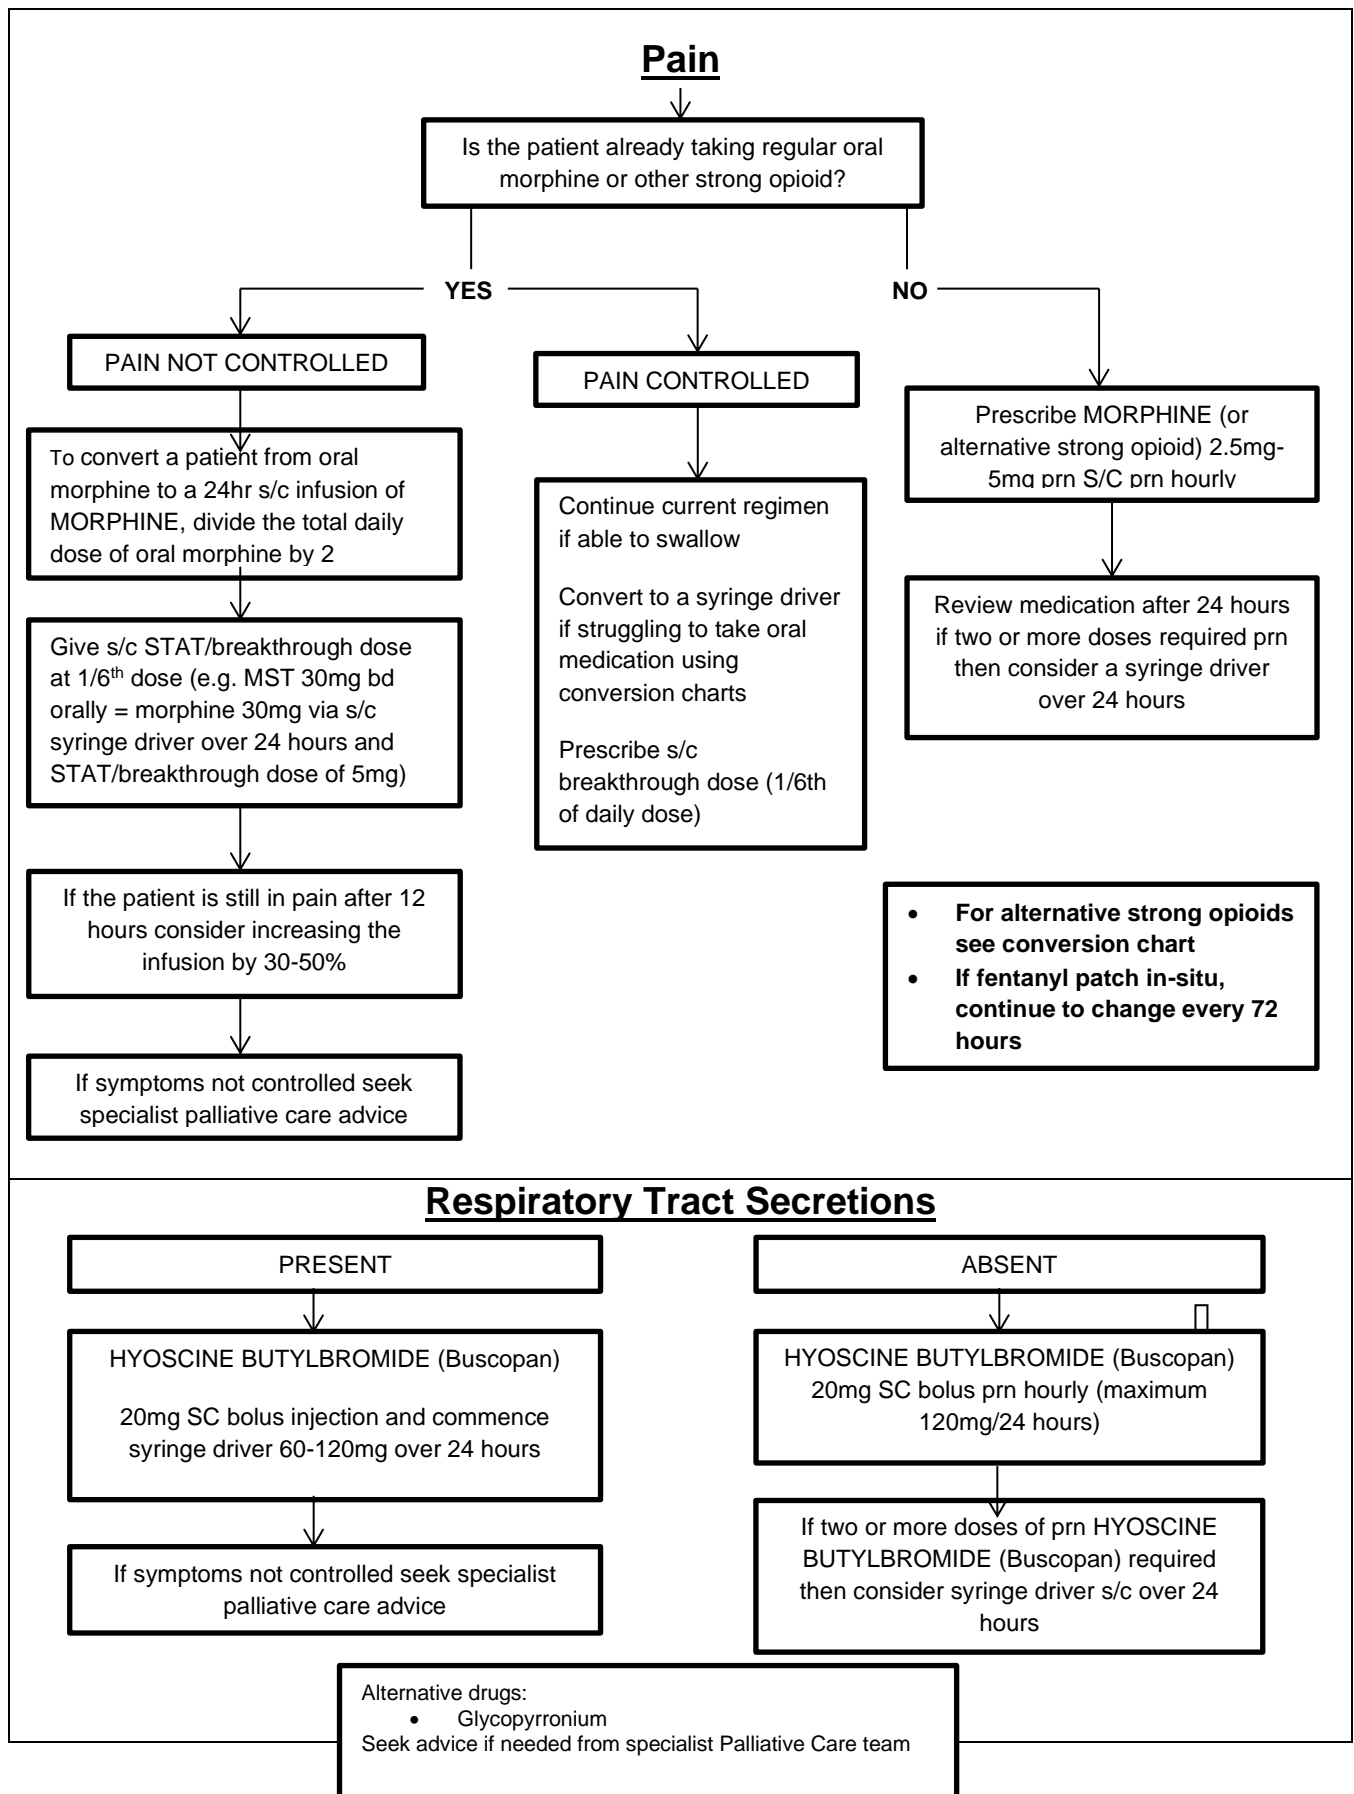 Pain
Is the patient already taking regular oral
morphine or other strong opioid?
YES
NO
PAIN NOT CONTROLLED
To convert a patient from oral
morphine to a 24hr s/c infusion of
MORPHINE, divide the total daily
dose of oral morphine by 2
Give s/c STAT/breakthrough dose
at 1/6th dose (e.g. MST 30mg bd
orally = morphine 30mg via s/c
syringe driver over 24 hours and
STAT/breakthrough dose of 5mg)
If the patient is still in pain after 12
hours consider increasing the
infusion by 30-50%
If symptoms not controlled seek
specialist palliative care advice
PAIN CONTROLLED
Continue current regimen
if able to swallow
Convert to a syringe driver
if struggling to take oral
medication using
conversion charts
Prescribe s/c
breakthrough dose (1/6th
of daily dose)
Prescribe MORPHINE (or
alternative strong opioid) 2.5mg-
5mg prn S/C prn hourly
Review medication after 24 hours
if two or more doses required prn
then consider a syringe driver
over 24 hours
• For alternative strong opioids
see conversion chart
• If fentanyl patch in-situ,
continue to change every 72
hours
Respiratory Tract Secretions
PRESENT
HYOSCINE BUTYLBROMIDE (Buscopan)
20mg SC bolus injection and commence
syringe driver 60-120mg over 24 hours
If symptoms not controlled seek specialist
palliative care advice
ABSENT
HYOSCINE BUTYLBROMIDE (Buscopan)
20mg SC bolus prn hourly (maximum
120mg/24 hours)
If two or more doses of prn HYOSCINE
BUTYLBROMIDE (Buscopan) required
then consider syringe driver s/c over 24
hours
Alternative drugs:
• Glycopyrronium
Seek advice if needed from specialist Palliative Care team